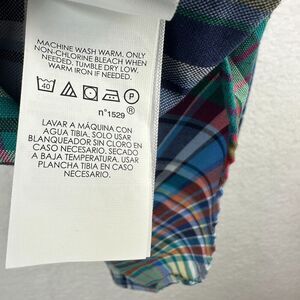 MACHINE WASH WARM. ONLY
NON-CHLORINE BLEACH WHEN
NEEDED. TUMBLE DRY LOW.
WARM IRON IF NEEDED.
40 P
n°1529
LAVAR A MÁQUINA CON
AGUA TIBIA. SOLO USAR
BLANQUEADOR SIN CLORO EN
CASO NECESARIO. SECADO
A BAJA TEMPERATURA. USAR
PLANCHA TIBIA EN CASO
NECESARIO.